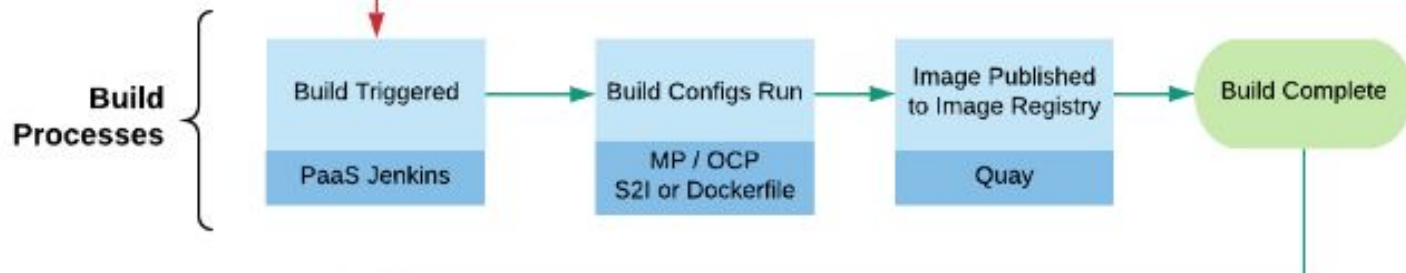 Build
Processes
Build Triggered
PaaS Jenkins
Build Configs Run
MP / OCP
S2I or Dockerfile
Image Published
to Image Registry
Quay
Build Complete